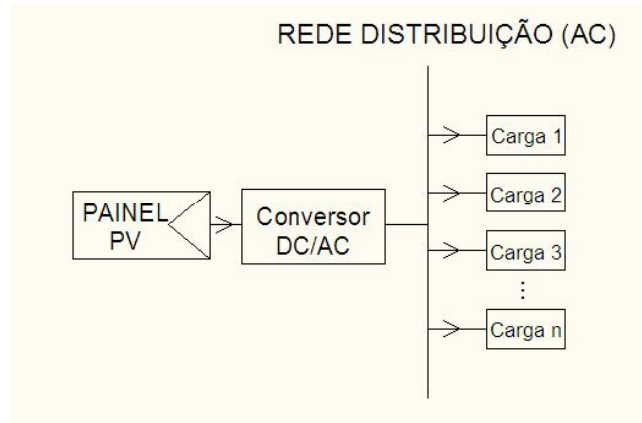 REDE DISTRIBUIÇÃO (AC)
PAINEL
PV
Conversor
DC/AC
Carga 1
Carga 2
Carga 3
Carga n